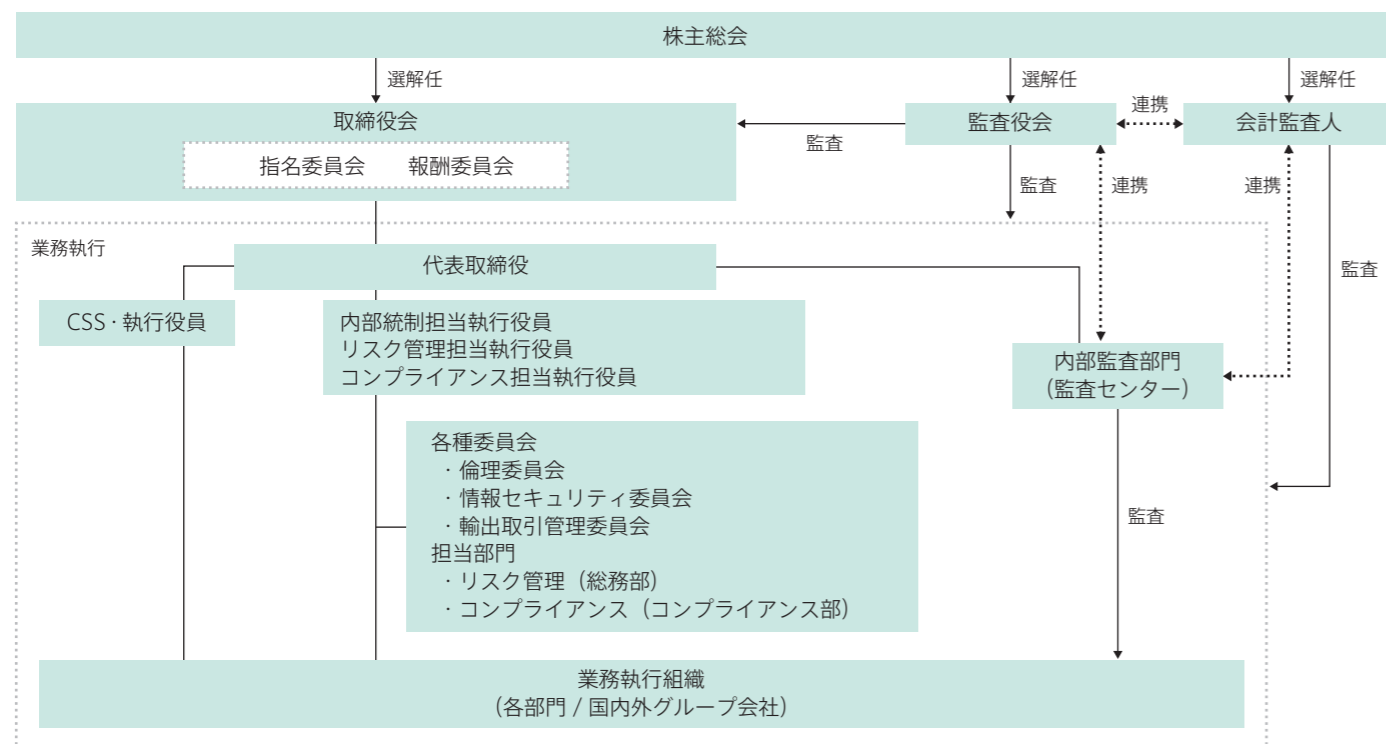 株主総会
選解任
選解任
選解任
取締役会
指名委員会 報酬委員会
監査
監査役会
連携
会計監査人
監査
連携
連携
監査
業務執行
代表取締役
CSS・執行役員
内部統制担当執行役員
リスク管理担当執行役員
コンプライアンス担当執行役員
内部監査部門
（監査センター）
各種委員会
・倫理委員会
・情報セキュリティ委員会
・輸出取引管理委員会
担当部門
・リスク管理（総務部）
・コンプライアンス（コンプライアンス部）
監査
業務執行組織
（各部門 / 国内外グループ会社）